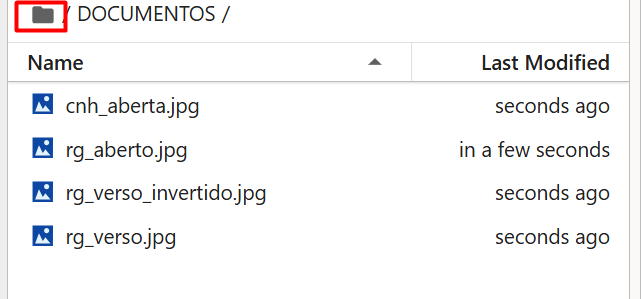 / DOCUMENTOS /
Name Last Modified
cnh_aberta.jpg seconds ago
rg_aberto.jpg in a few seconds
rg_verso_invertido.jpg seconds ago
rg_verso.jpg seconds ago